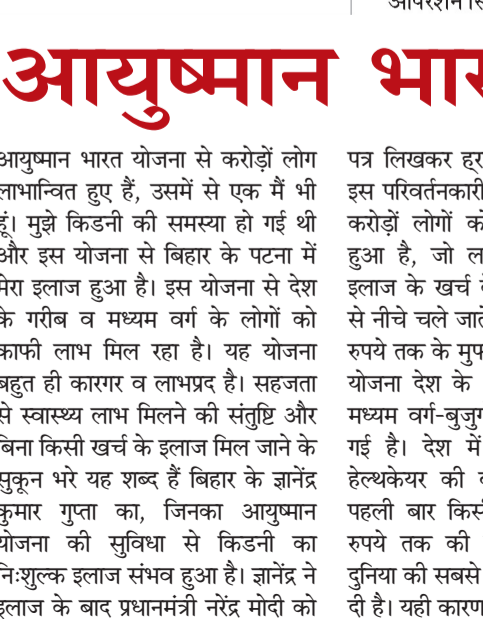 आयुष्मान
आयुष्मान भारत योजना से करोड़ों लोग
लाभान्वित हुए हैं, उसमें से एक मैं भी
हूं। मुझे किडनी की समस्या हो गई थी
और इस योजना से बिहार के पटना में
मेरा इलाज हुआ है। इस योजना से देश
के गरीब व मध्यम वर्ग के लोगों को
काफी लाभ मिल रहा है। यह योजना
बहुत ही कारगर व लाभप्रद है। सहजता
से स्वास्थ्य लाभ मिलने की संतुष्टि और
बिना किसी खर्च के इलाज मिल जाने के
सुकून भरे यह शब्द हैं बिहार के ज्ञानेंद्र
कुमार गुप्ता का, जिनका आयुष्मान
योजना की सुविधा से किडनी का
निःशुल्क इलाज संभव हुआ है। ज्ञानेंद्र ने
इलाज के बाद प्रधानमंत्री नरेंद्र मोदी को
पत्र लिखकर
इस परिवर्तनकारी
करोड़ों लोगों
हुआ है, जो
इलाज के खर्च
से नीचे चले
रुपये तक के
योजना देश के
मध्यम
गई है। देश में
हेल्थकेयर की
पहली बार
रुपये तक की
दुनिया की सबसे
दी है। यही कारण